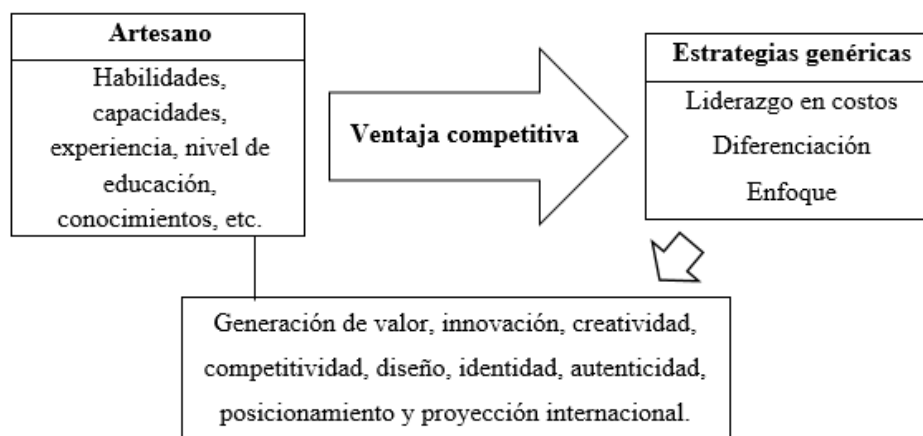 Artesano
Habilidades,
capacidades,
experiencia, nivel de
educación,
conocimientos, etc.
Ventaja competitiva
Estrategias genéricas
Liderazgo en costos
Diferenciación
Enfoque
Generación de valor, innovación, creatividad,
competitividad, diseño, identidad, autenticidad,
posicionamiento y proyección internacional.